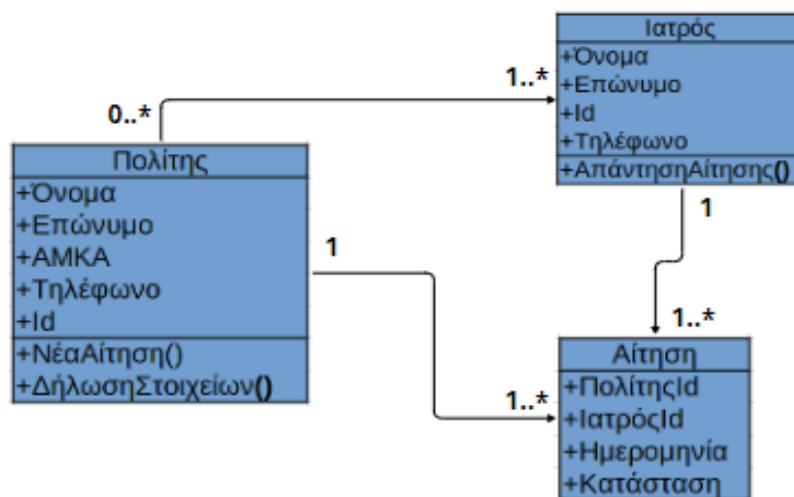 Ιατρός
+Όνομα
+Επώνυμο
+Id
+Τηλέφωνο
+ΑπάντησηΑίτησης()
1..*
0..*
Πολίτης
+Όνομα
+Επώνυμο
+ΑΜΚΑ
+Τηλέφωνο
+Id
+ΝέαΑίτηση()
+ΔήλωσηΣτοιχείων()
1
1
1..*
1..*
Αίτηση
+ΠολίτηςId
+ΙατρόςId
+Ημερομηνία
+Κατάσταση